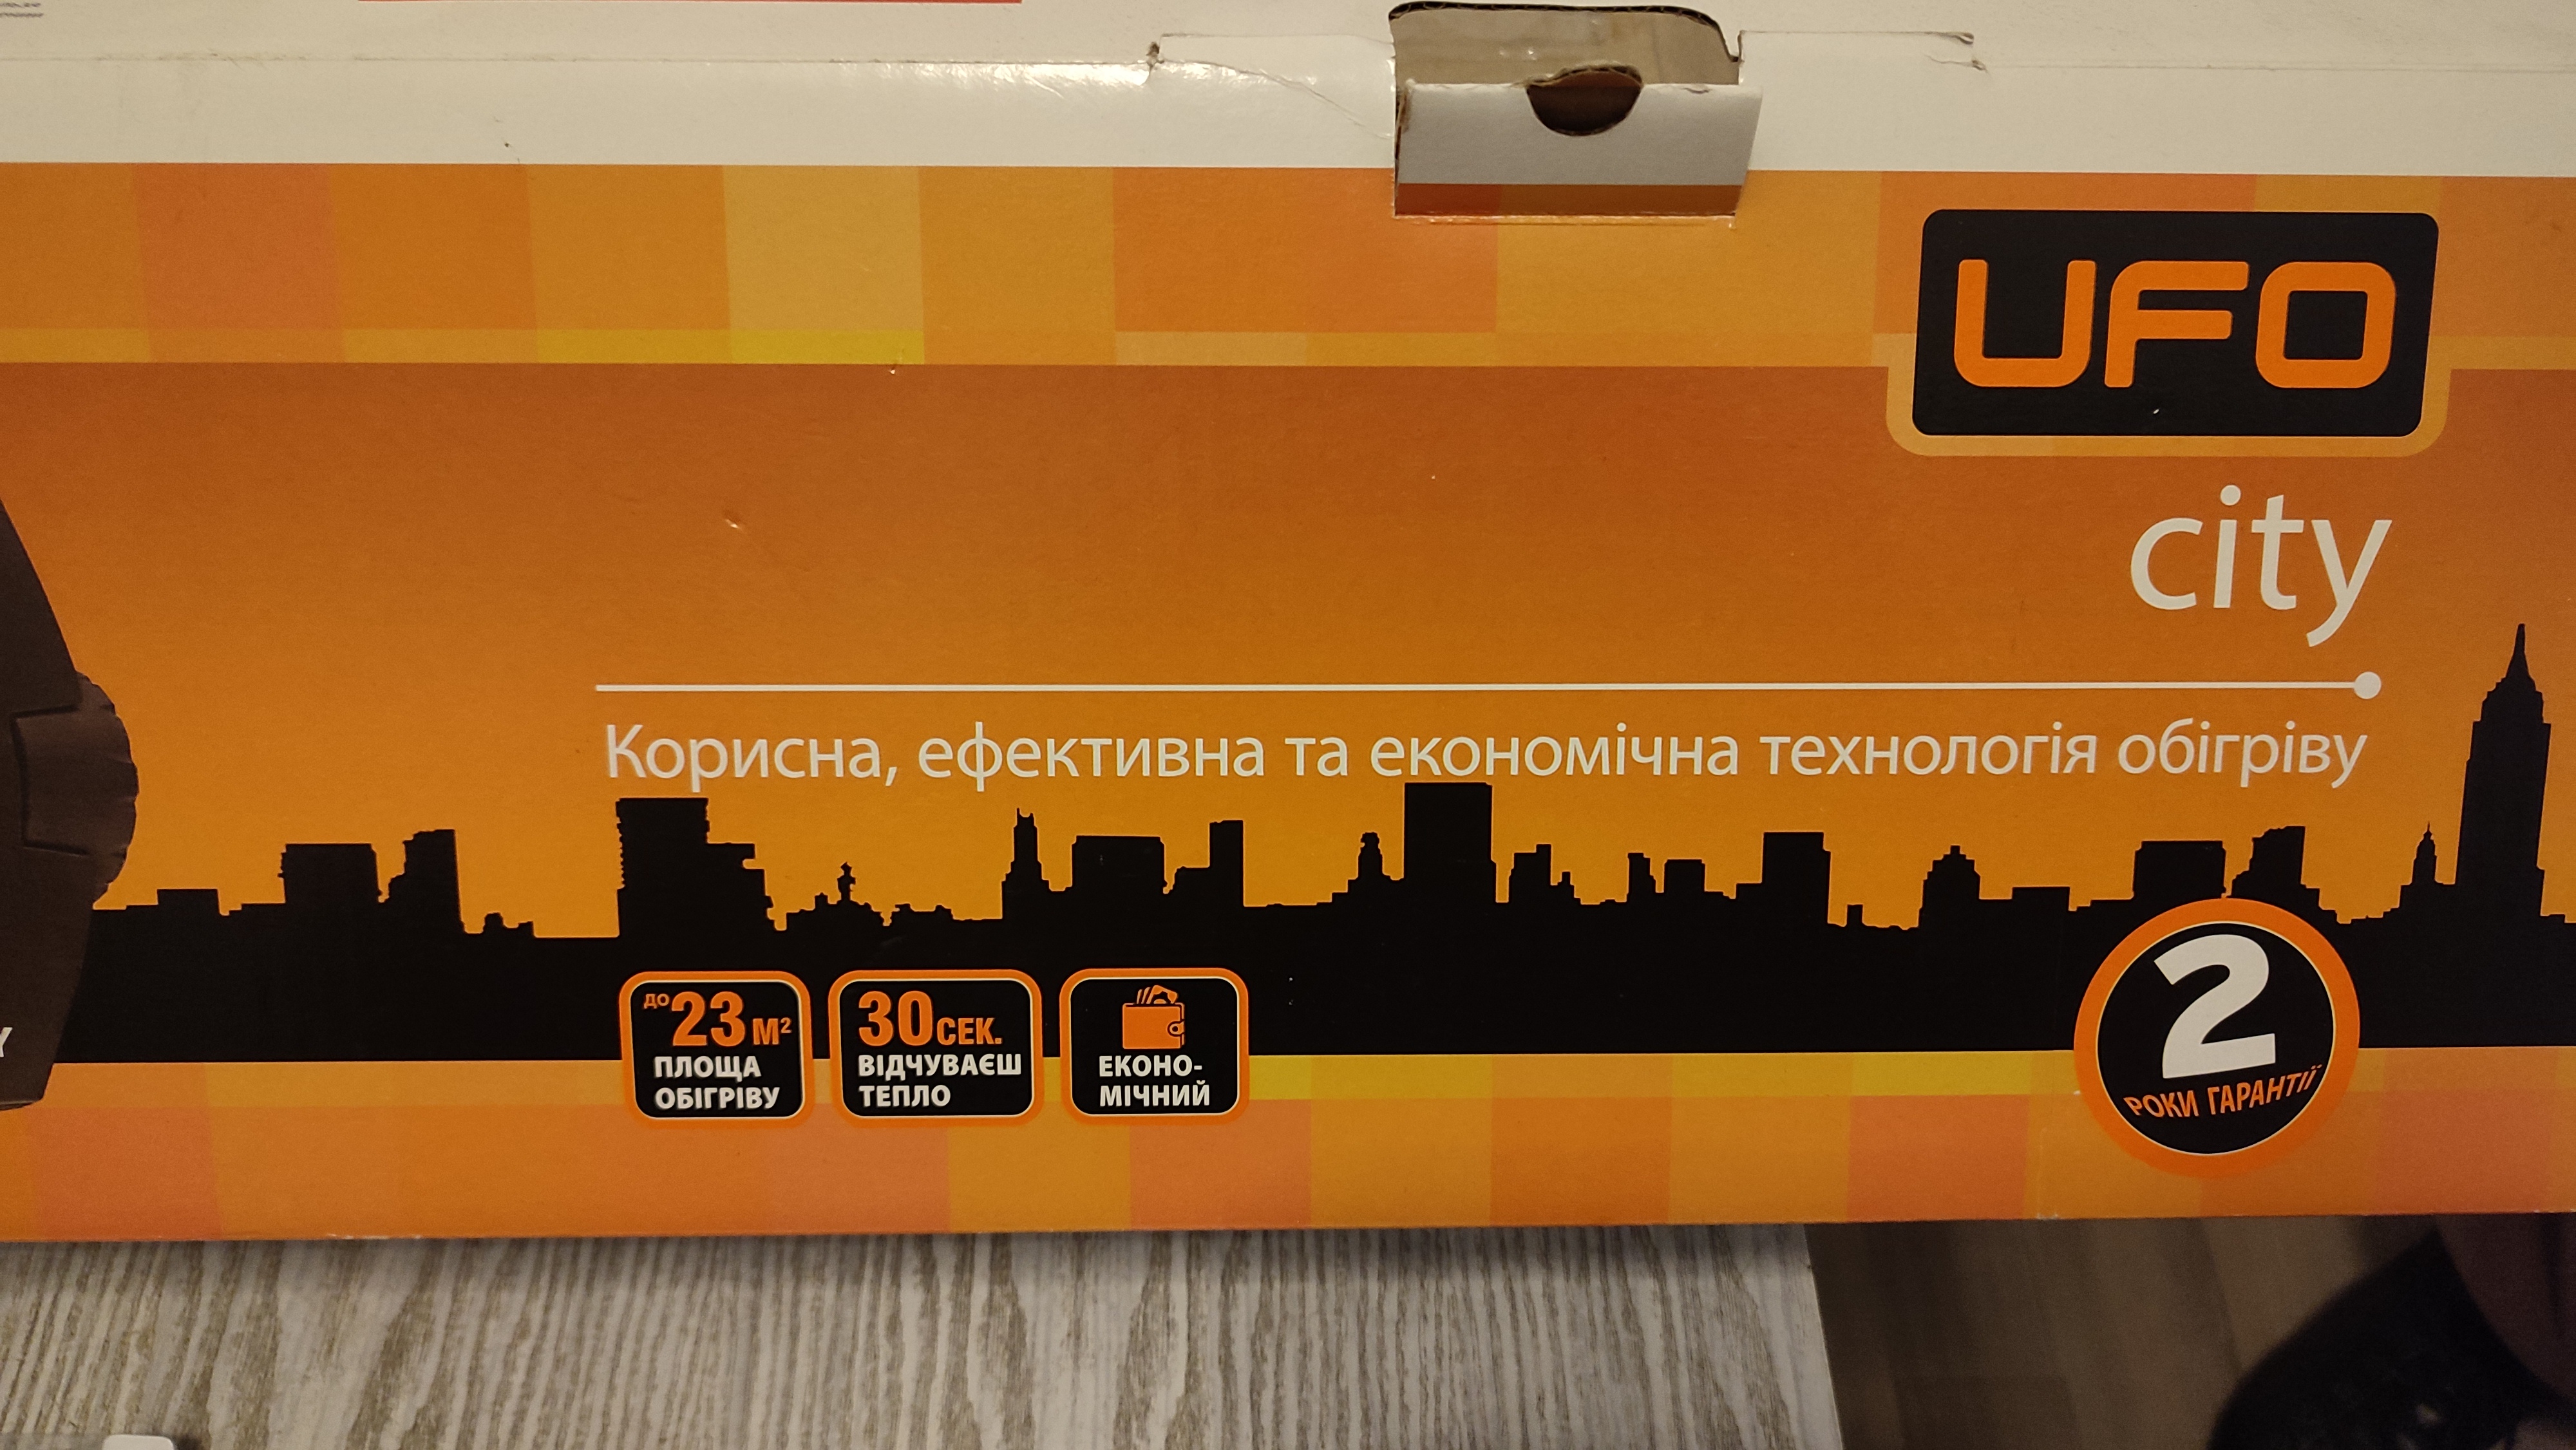 UFO
city
Корисна, ефективна та економічна технологія обігріву
до 23 м²
ПЛОЩА
ОБІГРІВУ
30 СЕК.
ВІДЧУВАЄШ
ТЕПЛО
ЕКОНО-
МІЧНИЙ
2
РОКИ ГАРАНТІЇ